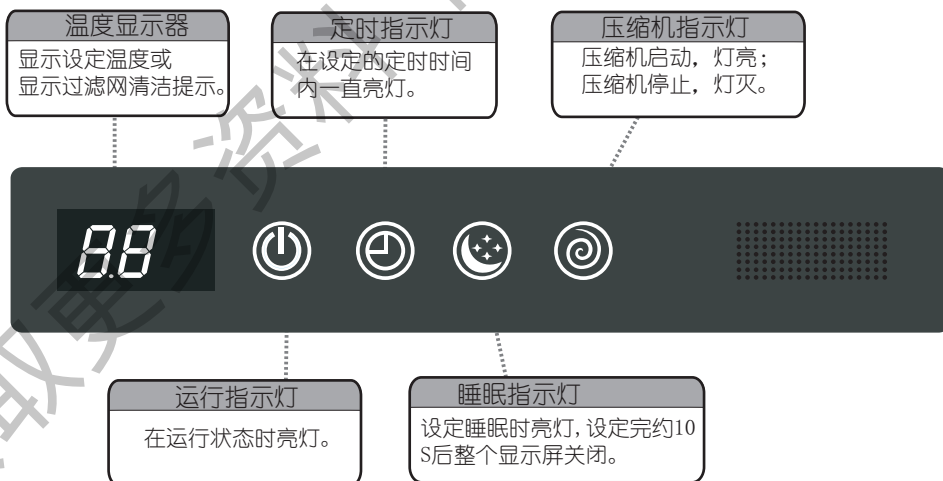 温度显示器
显示设定温度或
显示过滤网清洁提示。
定时指示灯
在设定的定时时间
内一直亮灯。
压缩机指示灯
压缩机启动，灯亮；
压缩机停止，灯灭。
8.8
运行指示灯
在运行状态时亮灯。
睡眠指示灯
设定睡眠时亮灯，设定完约10
S后整个显示屏关闭。
取更多资料